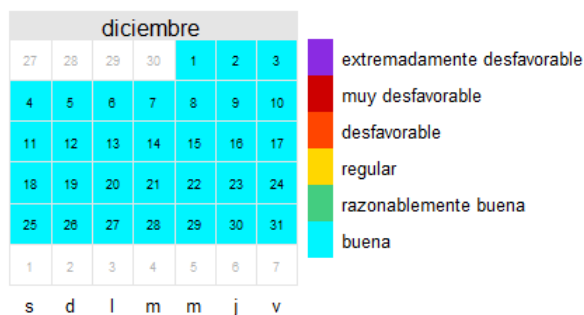 diciembre
27 28 29 30 1 2 3
4 5 6 7 8 9 10
11 12 13 14 15 16 17
18 19 20 21 22 23 24
25 26 27 28 29 30 31
1 2 3 4 5 6 7
s d l m m j v
extremadamente desfavorable
muy desfavorable
desfavorable
regular
razonablemente buena
buena